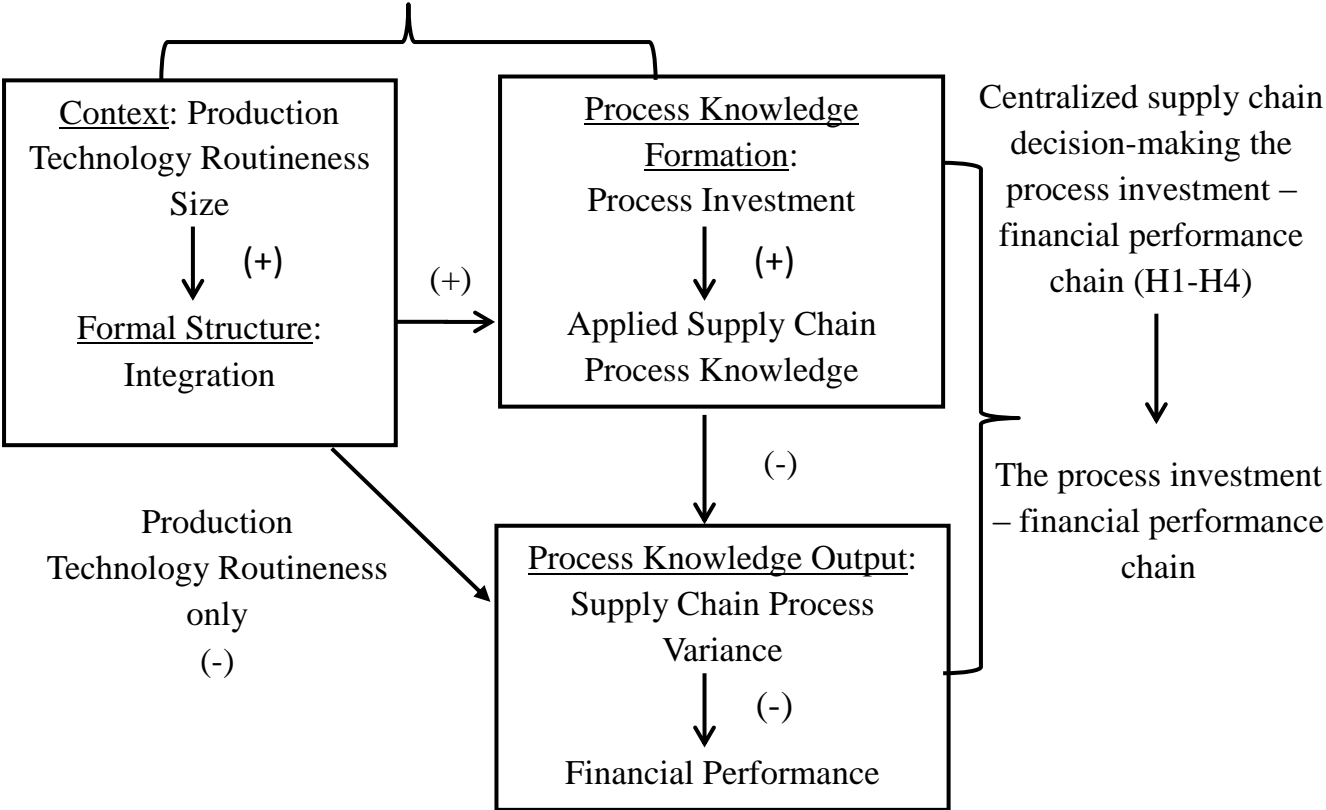 Context: Production
Technology Routineness
Size
(+)
Formal Structure:
Integration
(+)
Process Knowledge
Formation:
Process Investment
(+)
Applied Supply Chain
Process Knowledge
Centralized supply chain
decision-making the
process investment –
financial performance
chain (H1-H4)
(-)
Production
Technology Routineness
only
(-)
Process Knowledge Output:
Supply Chain Process
Variance
(-)
Financial Performance
The process investment
– financial performance
chain